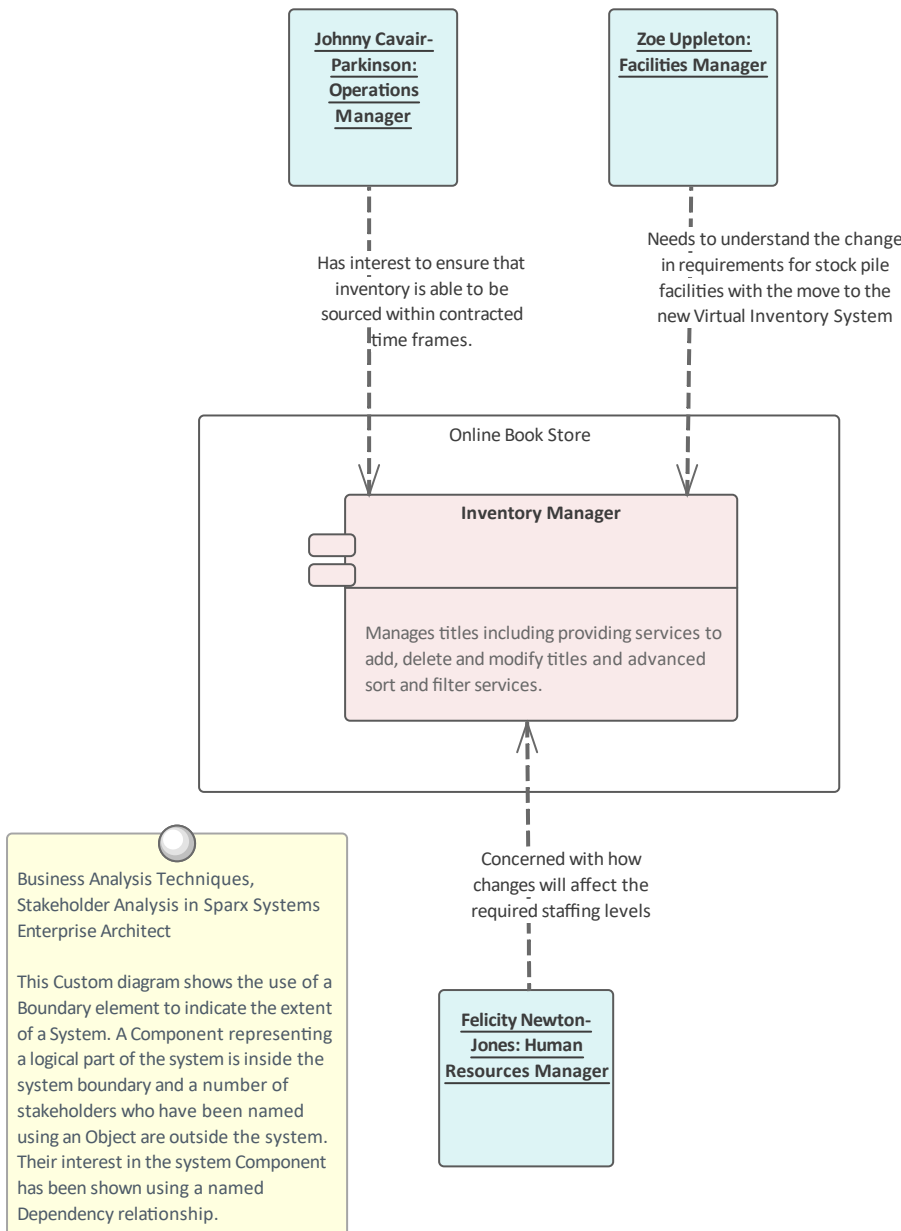 Johnny Cavair-
Parkinson:
Operations
Manager
Zoe Uppleton:
Facilities Manager
Has interest to ensure that
inventory is able to be
sourced within contracted
time frames.
Needs to understand the change
in requirements for stock pile
facilities with the move to the
new Virtual Inventory System
Online Book Store
Inventory Manager
Manages titles including providing services to
add, delete and modify titles and advanced
sort and filter services.
Concerned with how
changes will affect the
required staffing levels
Felicity Newton-
Jones: Human
Resources Manager
Business Analysis Techniques,
Stakeholder Analysis in Sparx Systems
Enterprise Architect
This Custom diagram shows the use of a
Boundary element to indicate the extent
of a System. A Component representing
a logical part of the system is inside the
system boundary and a number of
stakeholders who have been named
using an Object are outside the system.
Their interest in the system Component
has been shown using a named
Dependency relationship.